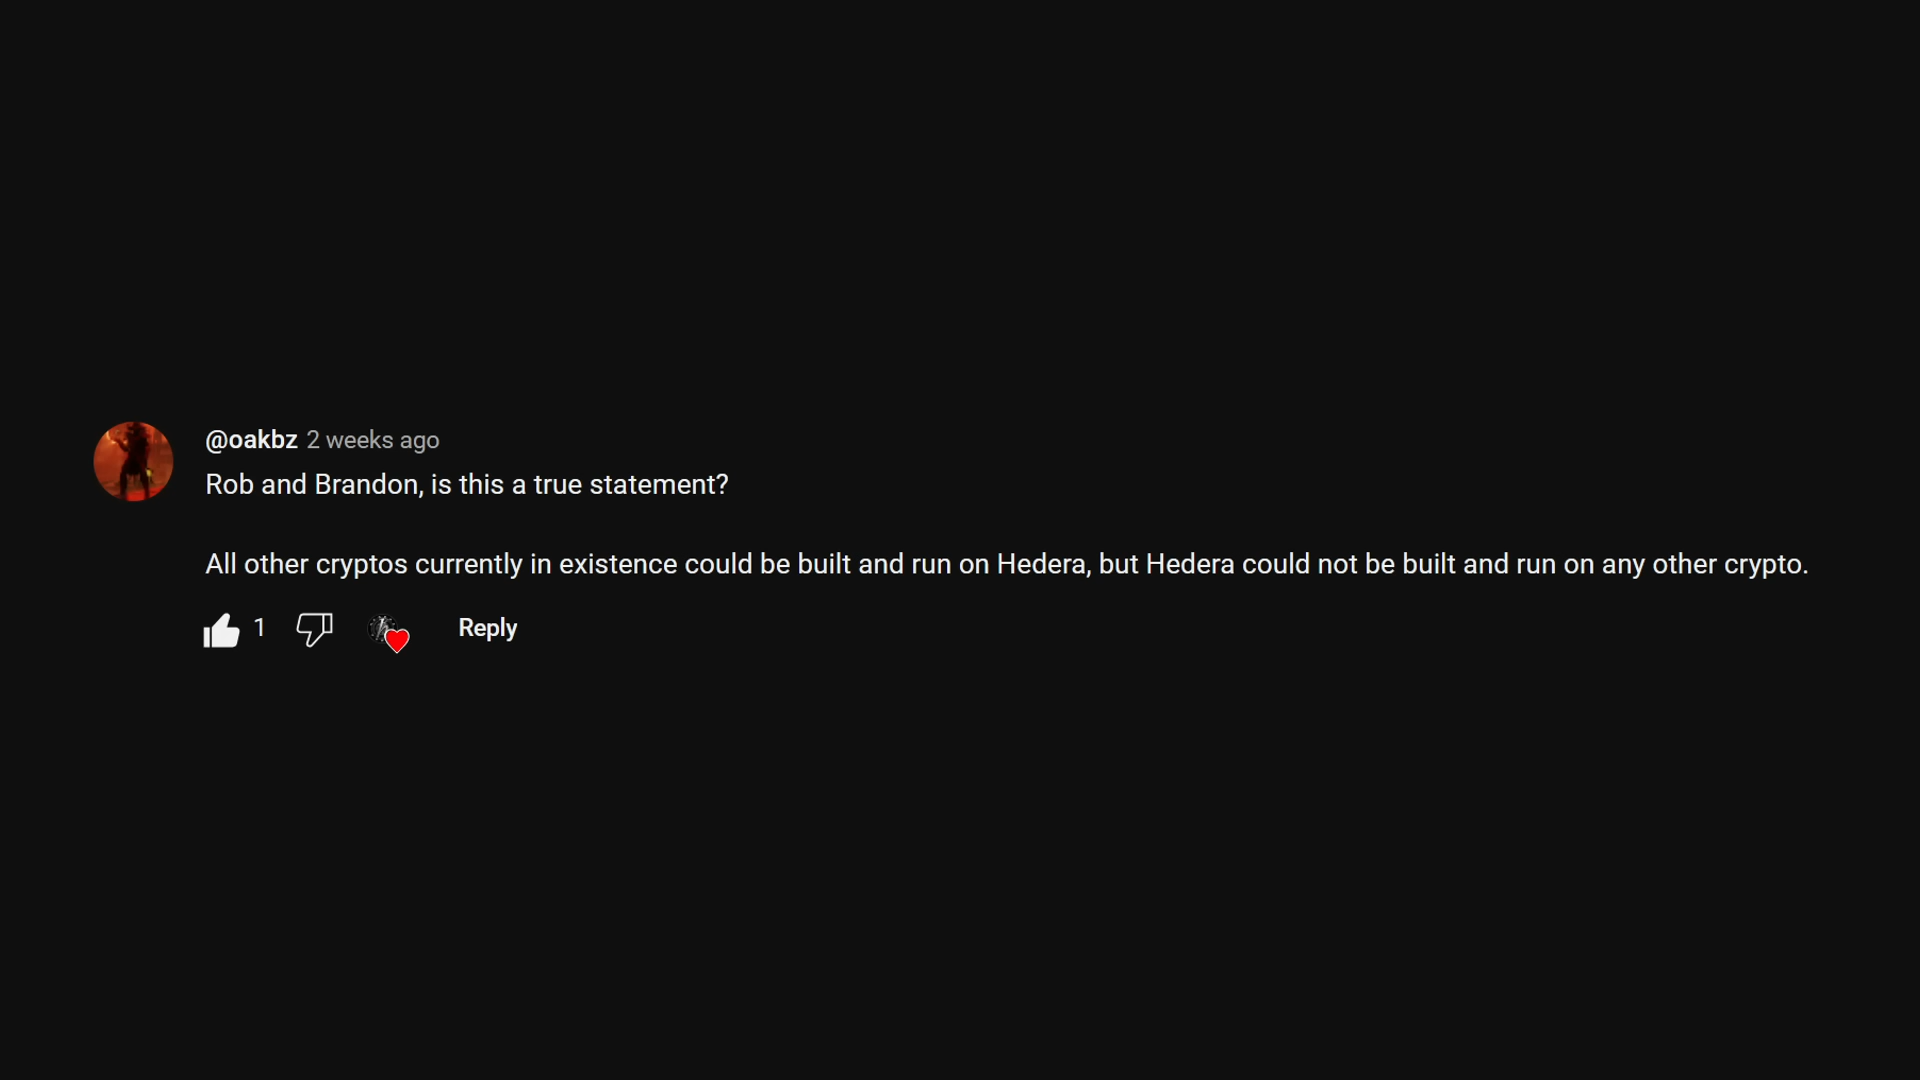 @oakbz 2 weeks ago
Rob and Brandon, is this a true statement?
All other cryptos currently in existence could be built and run on Hedera, but Hedera could not be built and run on any other crypto.
1 Reply